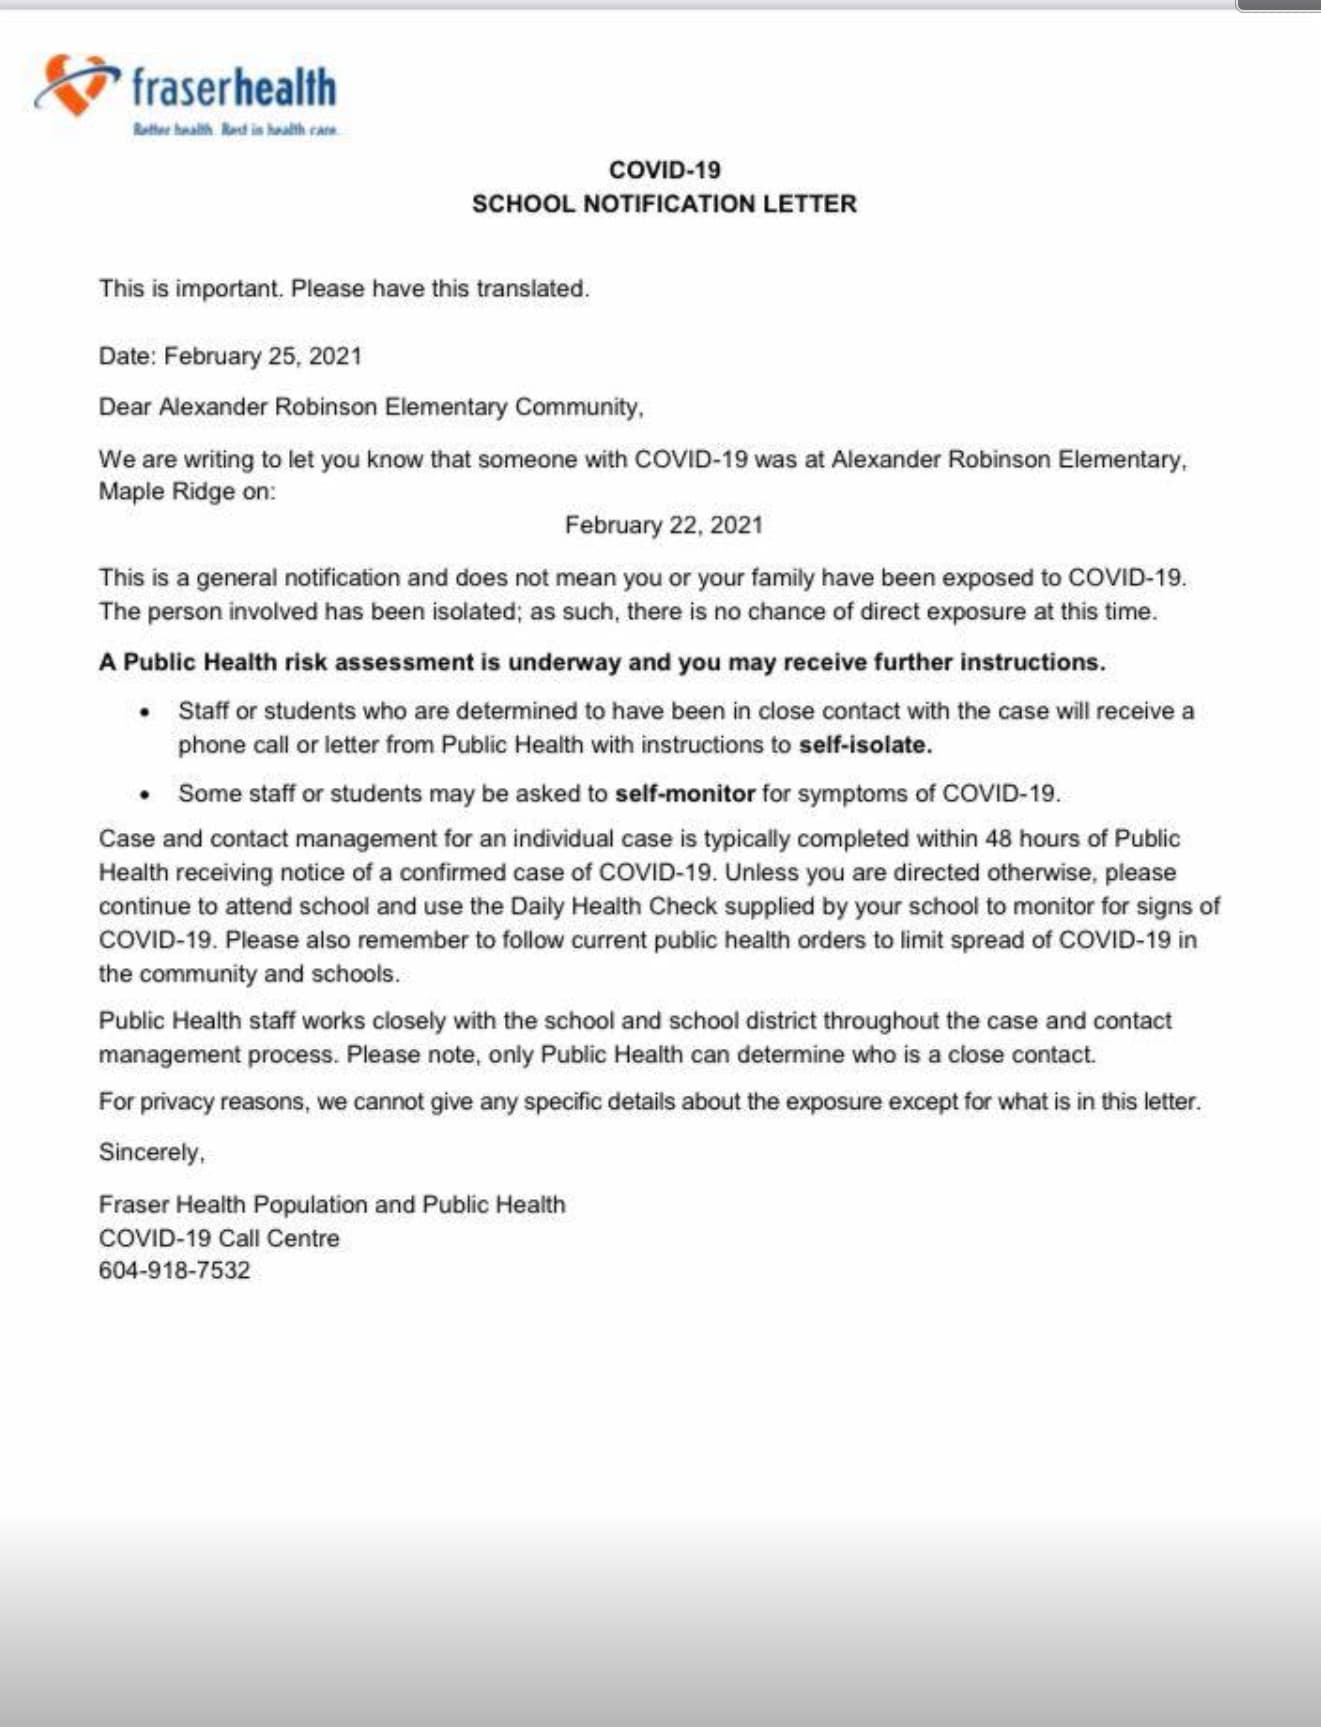 fraserhealth
Better health. Best in health care.
COVID-19
SCHOOL NOTIFICATION LETTER
This is important. Please have this translated.
Date: February 25, 2021
Dear Alexander Robinson Elementary Community,
We are writing to let you know that someone with COVID-19 was at Alexander Robinson Elementary,
Maple Ridge on:
February 22, 2021
This is a general notification and does not mean you or your family have been exposed to COVID-19.
The person involved has been isolated; as such, there is no chance of direct exposure at this time.
A Public Health risk assessment is underway and you may receive further instructions.
• Staff or students who are determined to have been in close contact with the case will receive a
phone call or letter from Public Health with instructions to self-isolate.
• Some staff or students may be asked to self-monitor for symptoms of COVID-19.
Case and contact management for an individual case is typically completed within 48 hours of Public
Health receiving notice of a confirmed case of COVID-19. Unless you are directed otherwise, please
continue to attend school and use the Daily Health Check supplied by your school to monitor for signs of
COVID-19. Please also remember to follow current public health orders to limit spread of COVID-19 in
the community and schools.
Public Health staff works closely with the school and school district throughout the case and contact
management process. Please note, only Public Health can determine who is a close contact.
For privacy reasons, we cannot give any specific details about the exposure except for what is in this letter.
Sincerely,
Fraser Health Population and Public Health
COVID-19 Call Centre
604-918-7532